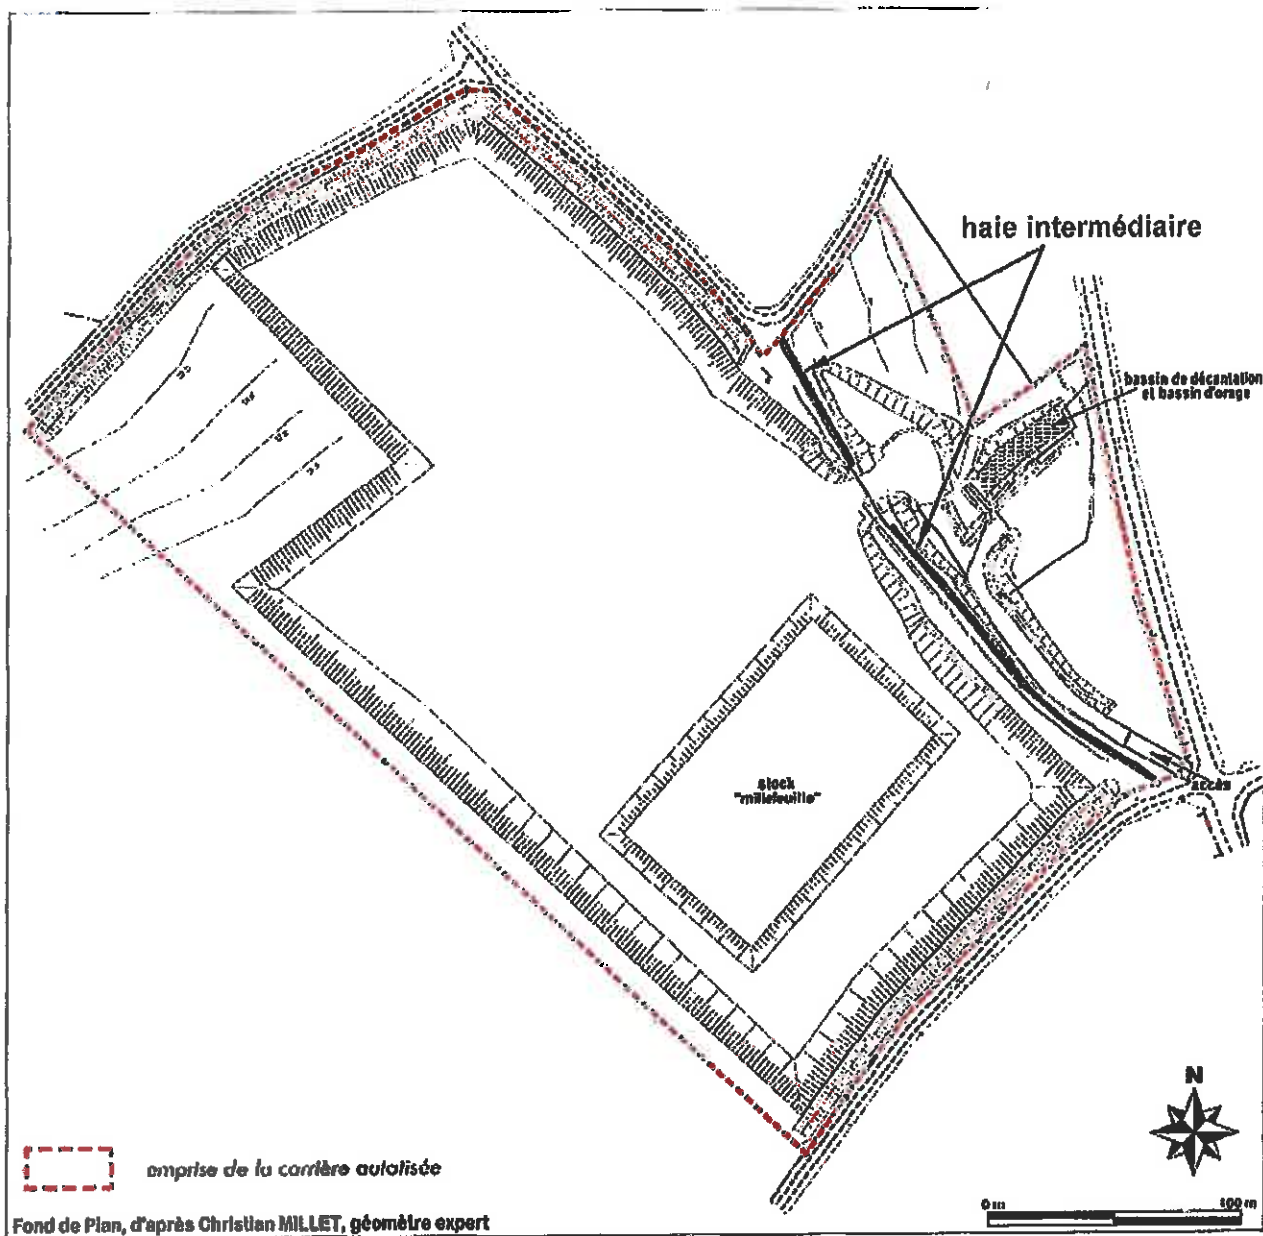 haie intermédiaire
bassin de décantation
et bassin d'orage
stock
"millefeuille"
accès
N
emprise de la carrière autorisée
0 m
100 m
Fond de Plan, d'après Christian MILLET, géomètre expert